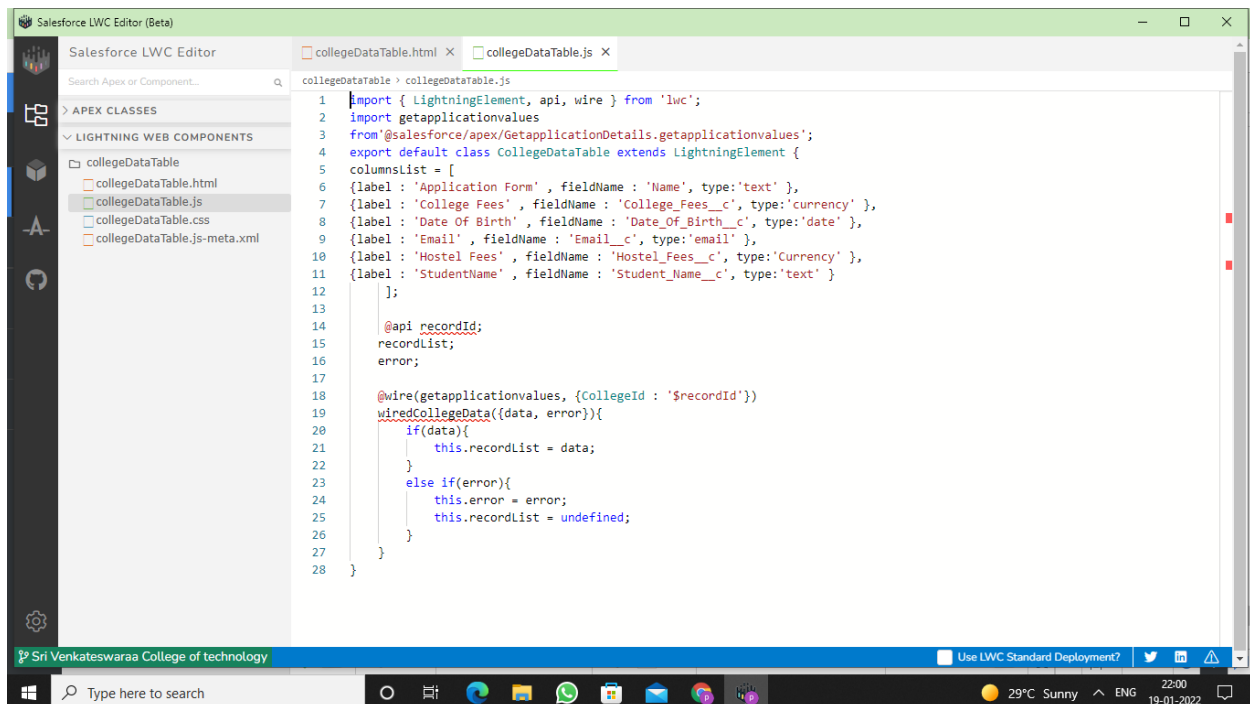 Salesforce LWC Editor (Beta)
Salesforce LWC Editor
collegeDataTable.html
collegeDataTable.js
Search Apex or Component...
collegeDataTable > collegeDataTable.js
APEX CLASSES
LIGHTNING WEB COMPONENTS
collegeDataTable
collegeDataTable.html
collegeDataTable.js
collegeDataTable.css
collegeDataTable.js-meta.xml
1 import { LightningElement, api, wire } from 'lwc';
2 import getapplicationvalues
3 from'@salesforce/apex/GetapplicationDetails.getapplicationvalues';
4 export default class CollegeDataTable extends LightningElement {
5 columnsList = [
6 {label : 'Application Form' , fieldName : 'Name', type:'text' },
7 {label : 'College Fees' , fieldName : 'College_Fees__c', type:'currency' },
8 {label : 'Date Of Birth' , fieldName : 'Date_Of_Birth__c', type:'date' },
9 {label : 'Email' , fieldName : 'Email__c', type:'email' },
10 {label : 'Hostel Fees' , fieldName : 'Hostel_Fees__c', type:'Currency' },
11 {label : 'StudentName' , fieldName : 'Student_Name__c', type:'text' }
12 ];
13
14 @api recordId;
15 recordList;
16 error;
17
18 @wire(getapplicationvalues, {CollegeId : '$recordId'})
19 wiredCollegeData({data, error}){
20 if(data){
21 this.recordList = data;
22 }
23 else if(error){
24 this.error = error;
25 this.recordList = undefined;
26 }
27 }
28 }
Sri Venkateswaraa College of technology
Use LWC Standard Deployment?
Type here to search
29°C Sunny
ENG
22:00
19-01-2022